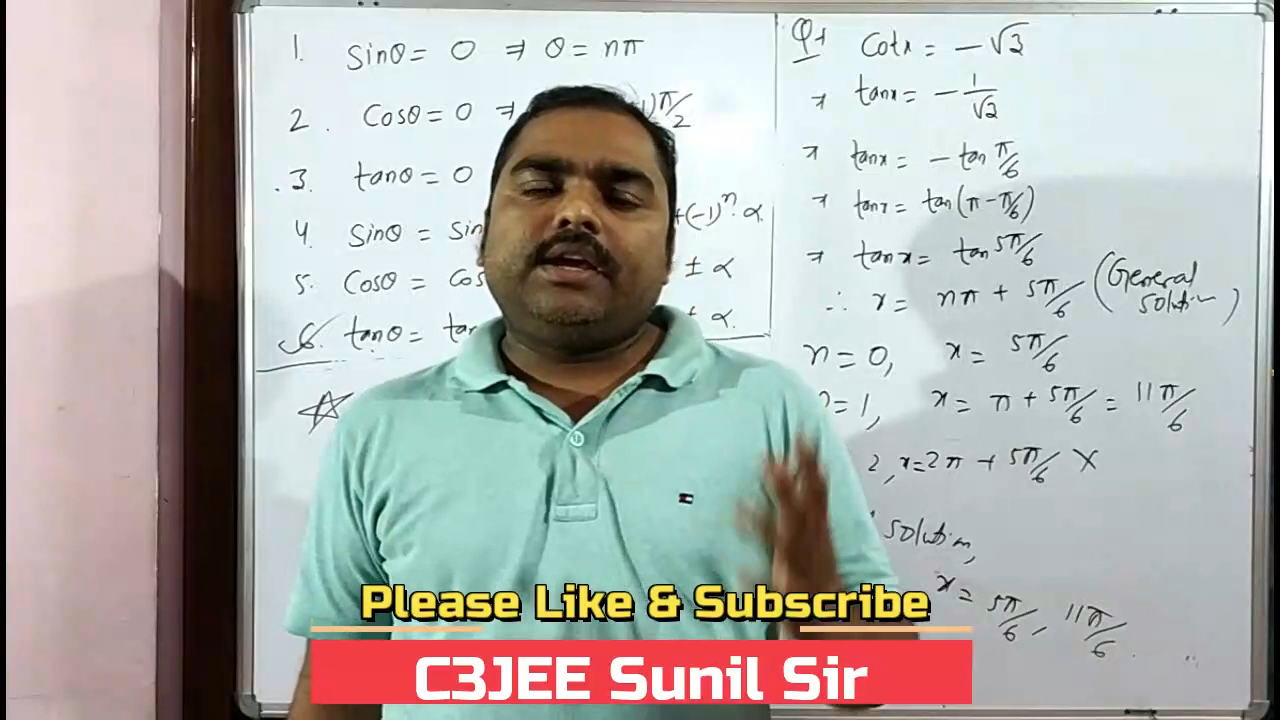 1. Sinθ = 0 ⇒ θ = nπ
2. Cosθ = 0 ⇒ 1) π/2
3. tanθ = 0
4. Sinθ = Sin +(-1)ⁿ·α
5. Cosθ = Cos ± α
6. tanθ = tan ± α.
Q→ Cotx = -√3
⇒ tanx = - 1/√3
⇒ tanx = - tan π/6
⇒ tanx = tan(π - π/6)
⇒ tanx = tan 5π/6
∴ x = nπ + 5π/6 (General solution)
n = 0, x = 5π/6
= 1, x = π + 5π/6 = 11π/6
2, x = 2π + 5π/6 ×
solution,
x = 5π/6, 11π/6.
Please Like & Subscribe
C3JEE Sunil Sir